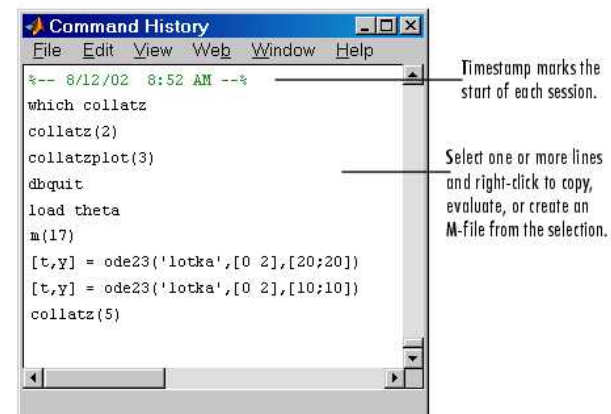 Command History
File Edit View Web Window Help
%-- 8/12/02 8:52 AM --%
which collatz
collatz(2)
collatzplot(3)
dbquit
load theta
m(17)
[t,y] = ode23('lotka',[0 2],[20;20])
[t,y] = ode23('lotka',[0 2],[10;10])
collatz(5)
Timestamp marks the
start of each session.
Select one or more lines
and right-click to copy,
evaluate, or create an
M-file from the selection.